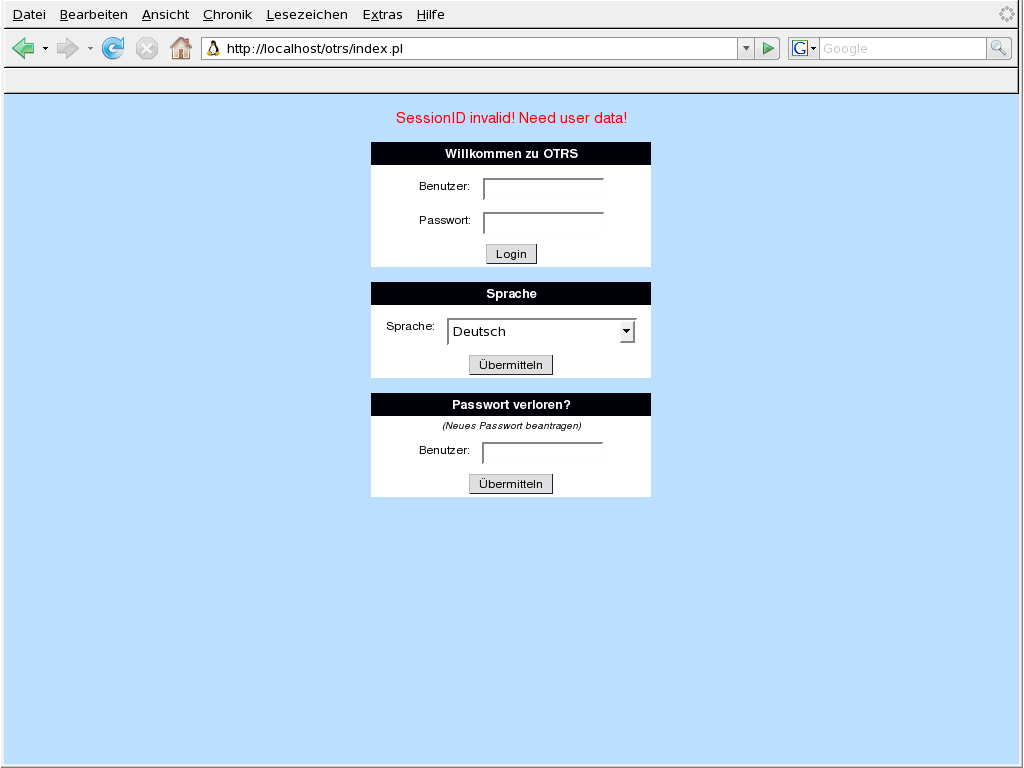 Datei Bearbeiten Ansicht Chronik Lesezeichen Extras Hilfe
http://localhost/otrs/index.pl G Google
SessionID invalid! Need user data!
Willkommen zu OTRS
Benutzer:
Passwort:
Login
Sprache
Sprache: Deutsch
Übermitteln
Passwort verloren?
(Neues Passwort beantragen)
Benutzer:
Übermitteln